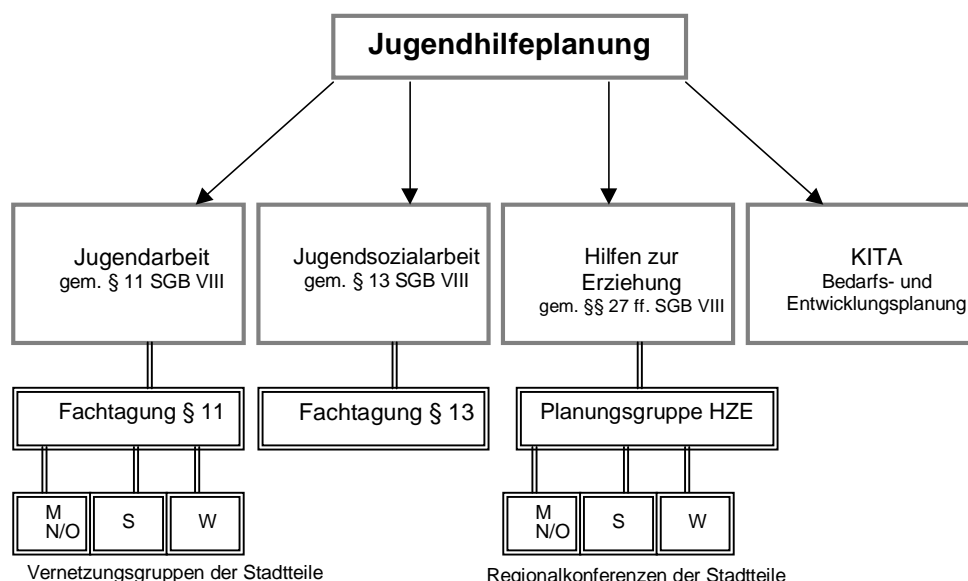 Jugendhilfeplanung
Jugendarbeit
gem. § 11 SGB VIII
Jugendsozialarbeit
gem. § 13 SGB VIII
Hilfen zur
Erziehung
gem. §§ 27 ff. SGB VIII
KITA
Bedarfs- und
Entwicklungsplanung
Fachtagung § 11
Fachtagung § 13
Planungsgruppe HZE
M
N/O
S
W
M
N/O
S
W
Vernetzungsgruppen der Stadtteile
Regionalkonferenzen der Stadtteile